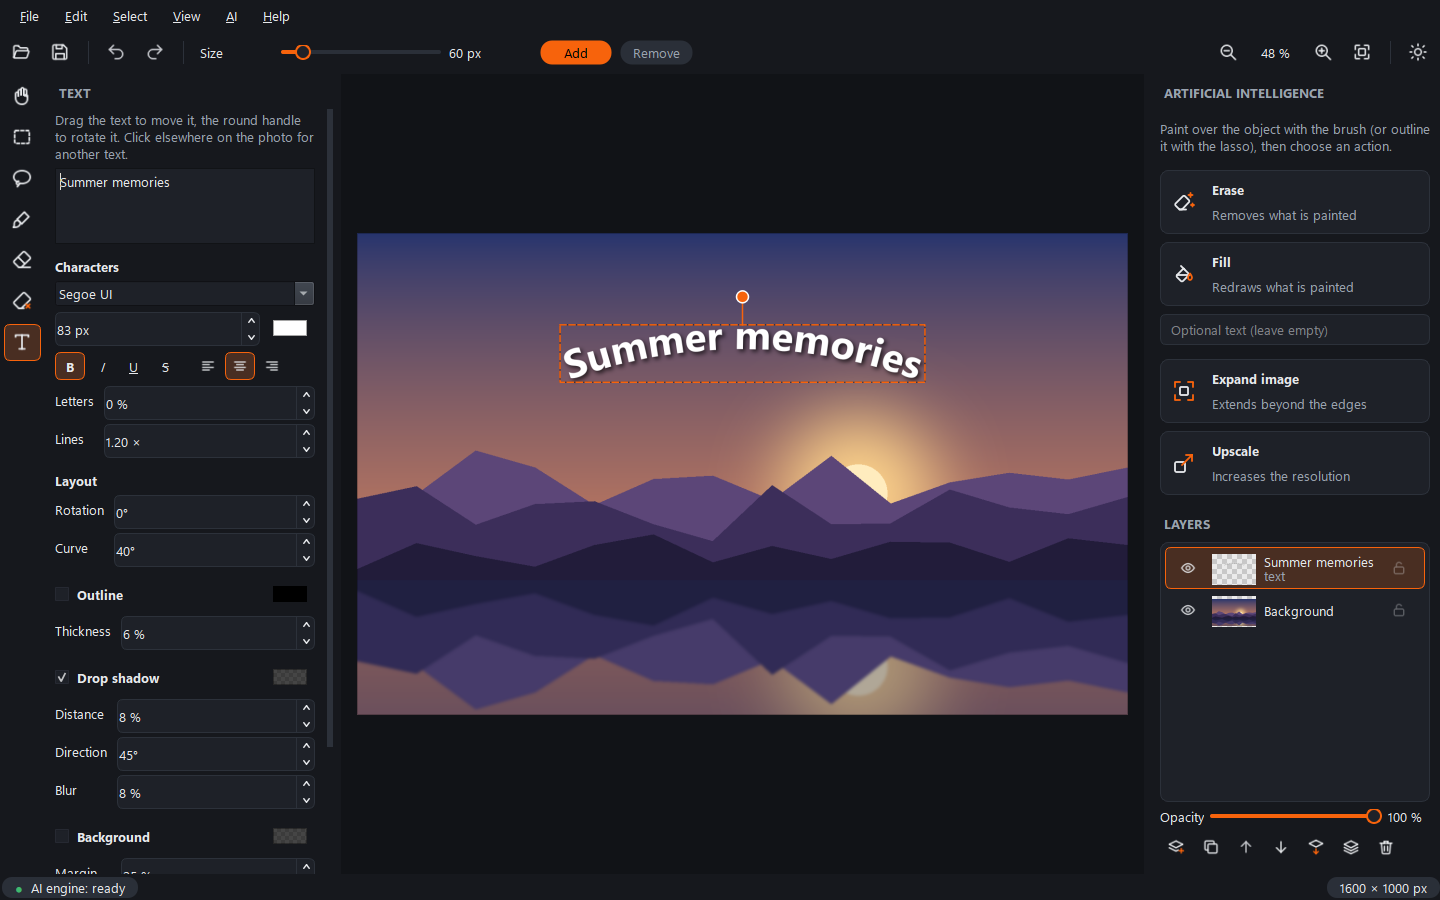 File Edit Select View AI Help
Size 60 px Add Remove 48 %
TEXT
Drag the text to move it, the round handle
to rotate it. Click elsewhere on the photo for
another text.
Summer memories
Characters
Segoe UI
83 px
B I U S
Letters 0 %
Lines 1.20 ×
Layout
Rotation 0°
Curve 40°
Outline
Thickness 6 %
Drop shadow
Distance 8 %
Direction 45°
Blur 8 %
Background
Margin
AI engine: ready
Summer memories
ARTIFICIAL INTELLIGENCE
Paint over the object with the brush (or outline
it with the lasso), then choose an action.
Erase
Removes what is painted
Fill
Redraws what is painted
Optional text (leave empty)
Expand image
Extends beyond the edges
Upscale
Increases the resolution
LAYERS
Summer memories
text
Background
Opacity 100 %
1600 × 1000 px